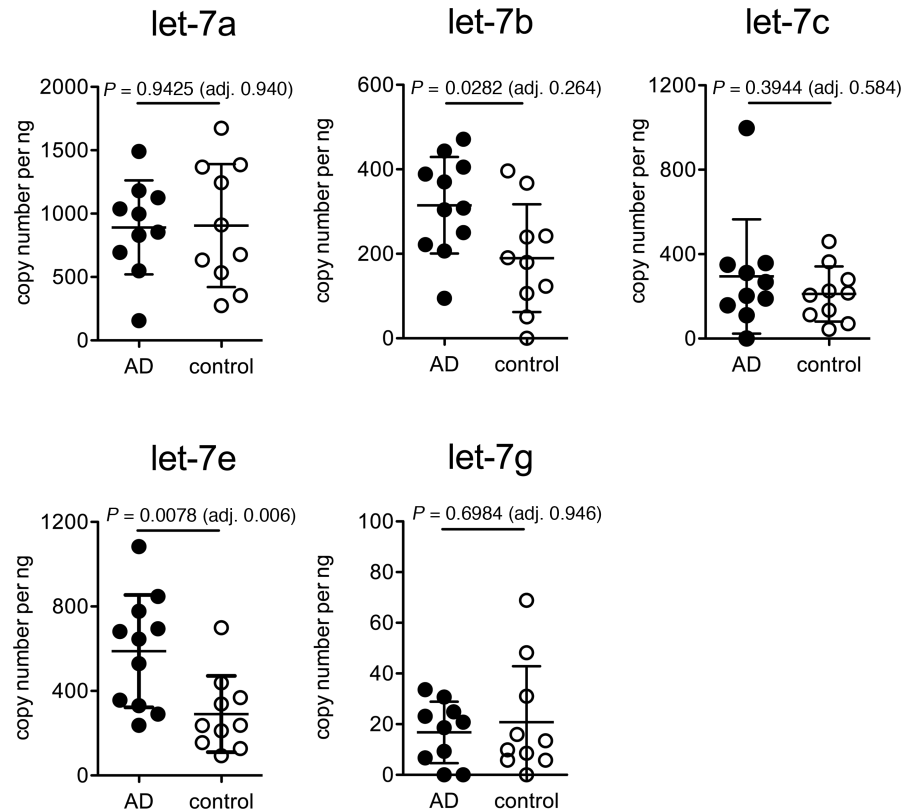 let-7a
let-7b
let-7c
P = 0.9425 (adj. 0.940)
P = 0.0282 (adj. 0.264)
P = 0.3944 (adj. 0.584)
copy number per ng
2000
1500
1000
500
0
AD
control
copy number per ng
600
400
200
0
AD
control
copy number per ng
1200
800
400
0
AD
control
let-7e
let-7g
P = 0.0078 (adj. 0.006)
P = 0.6984 (adj. 0.946)
copy number per ng
1200
800
400
0
AD
control
copy number per ng
100
80
60
40
20
0
AD
control